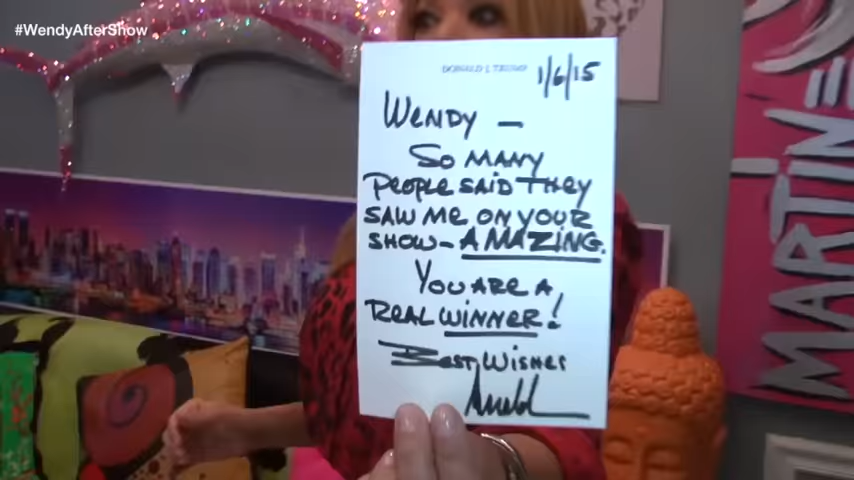 #WendyAfterShow
DONALD J. TRUMP
1/6/15
WENDY —
SO MANY
PEOPLE SAID THEY
SAW ME ON YOUR
SHOW - AMAZING.
YOU ARE A
REAL WINNER!
BEST WISHES
MARTINE